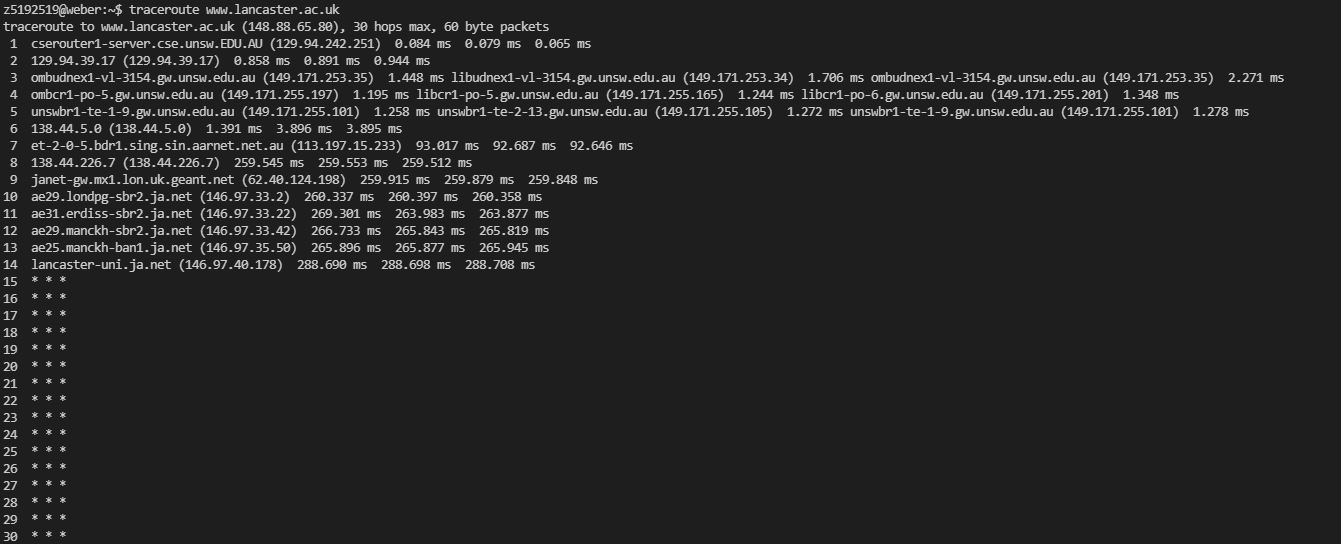 z5192519@weber:~$ traceroute www.lancaster.ac.uk
traceroute to www.lancaster.ac.uk (148.88.65.80), 30 hops max, 60 byte packets
 1  cserouter1-server.cse.unsw.EDU.AU (129.94.242.251)  0.084 ms  0.079 ms  0.065 ms
 2  129.94.39.17 (129.94.39.17)  0.858 ms  0.891 ms  0.944 ms
 3  ombudnex1-vl-3154.gw.unsw.edu.au (149.171.253.35)  1.448 ms libudnex1-vl-3154.gw.unsw.edu.au (149.171.253.34)  1.706 ms ombudnex1-vl-3154.gw.unsw.edu.au (149.171.253.35)  2.271 ms
 4  ombcr1-po-5.gw.unsw.edu.au (149.171.255.197)  1.195 ms libcr1-po-5.gw.unsw.edu.au (149.171.255.165)  1.244 ms libcr1-po-6.gw.unsw.edu.au (149.171.255.201)  1.348 ms
 5  unswbr1-te-1-9.gw.unsw.edu.au (149.171.255.101)  1.258 ms unswbr1-te-2-13.gw.unsw.edu.au (149.171.255.105)  1.272 ms unswbr1-te-1-9.gw.unsw.edu.au (149.171.255.101)  1.278 ms
 6  138.44.5.0 (138.44.5.0)  1.391 ms  3.896 ms  3.895 ms
 7  et-2-0-5.bdr1.sing.sin.aarnet.net.au (113.197.15.233)  93.017 ms  92.687 ms  92.646 ms
 8  138.44.226.7 (138.44.226.7)  259.545 ms  259.553 ms  259.512 ms
 9  janet-gw.mx1.lon.uk.geant.net (62.40.124.198)  259.915 ms  259.879 ms  259.848 ms
10  ae29.londpg-sbr2.ja.net (146.97.33.2)  260.337 ms  260.397 ms  260.358 ms
11  ae31.erdiss-sbr2.ja.net (146.97.33.22)  269.301 ms  263.983 ms  263.877 ms
12  ae29.manckh-sbr2.ja.net (146.97.33.42)  266.733 ms  265.843 ms  265.819 ms
13  ae25.manckh-ban1.ja.net (146.97.35.50)  265.896 ms  265.877 ms  265.945 ms
14  lancaster-uni.ja.net (146.97.40.178)  288.690 ms  288.698 ms  288.708 ms
15  * * *
16  * * *
17  * * *
18  * * *
19  * * *
20  * * *
21  * * *
22  * * *
23  * * *
24  * * *
25  * * *
26  * * *
27  * * *
28  * * *
29  * * *
30  * * *